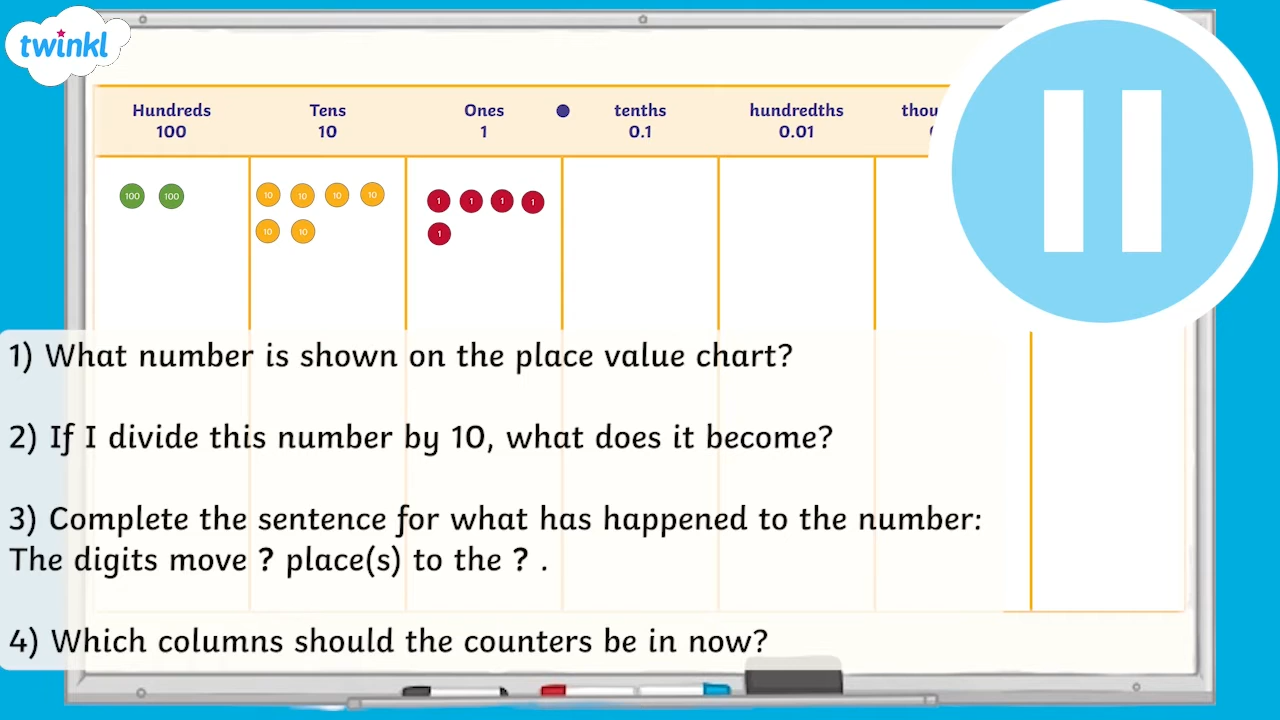 twinkl
Hundreds Tens Ones tenths hundredths
100 10 1 0.1 0.01
100 100 10 10 10 10 1 1 1 1
10 10 1
1) What number is shown on the place value chart?
2) If I divide this number by 10, what does it become?
3) Complete the sentence for what has happened to the number:
The digits move ? place(s) to the ? .
4) Which columns should the counters be in now?